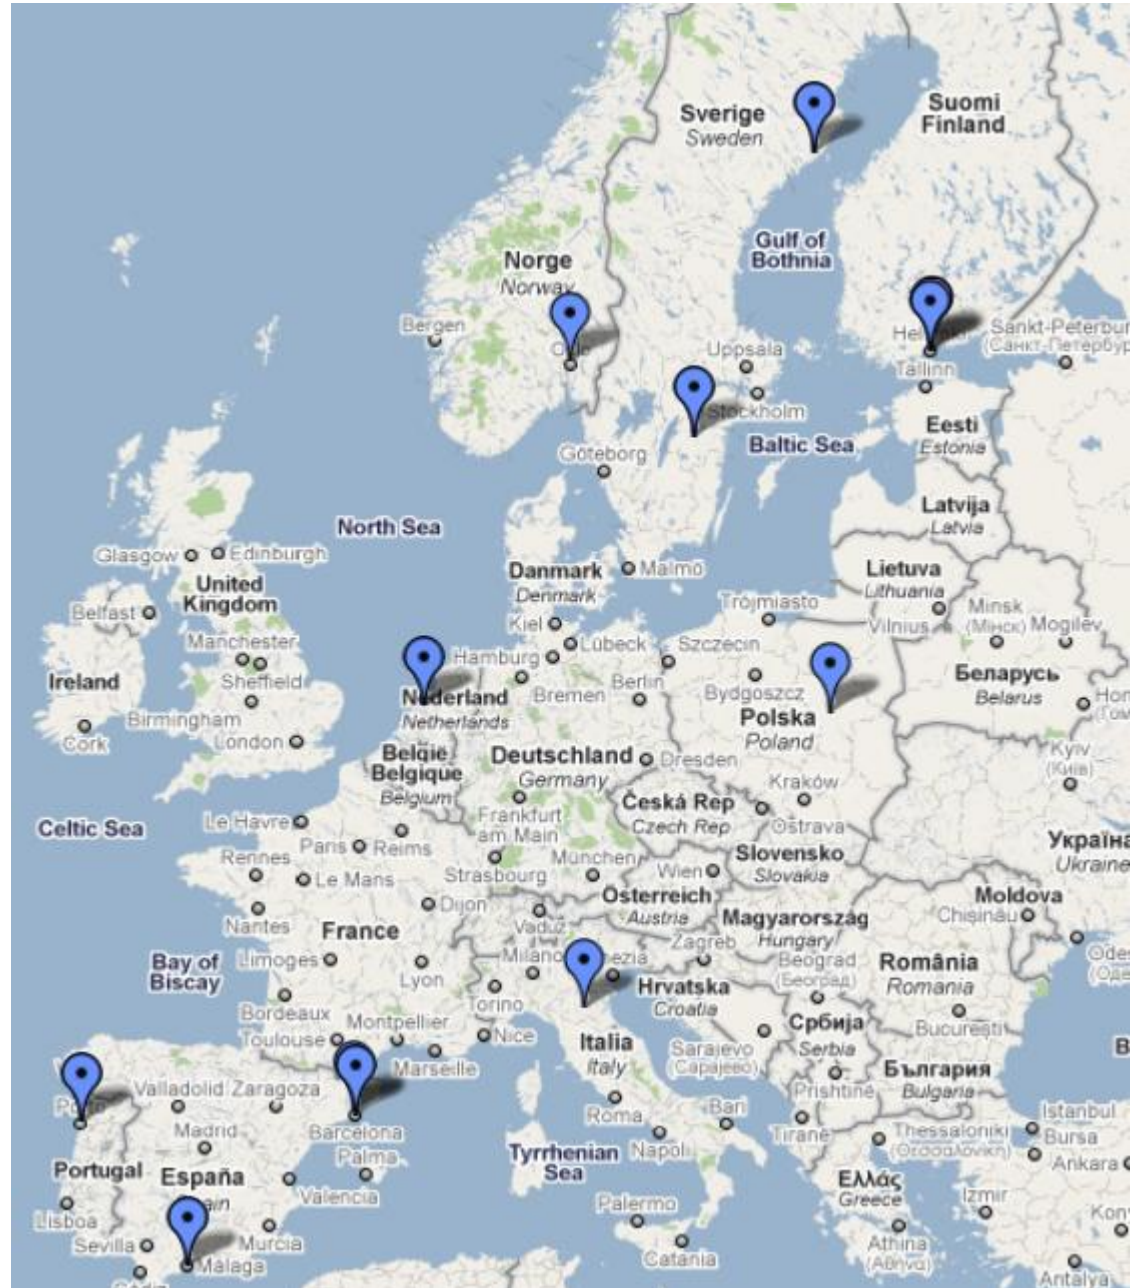 Sverige
Sweden
Suomi
Finland
Gulf of
Bothnia
Norge
Norway
Bergen
Sankt-Peterbur
(Санкт-Петербур
Tallinn
Uppsala
Stockholm
Baltic Sea
Eesti
Estonia
Göteborg
Latvija
Latvia
North Sea
Glasgow
Edinburgh
United
Kingdom
Danmark
Denmark
Malmö
Lietuva
Lithuania
Belfast
Trójmiasto
Vilnius
Minsk
(Мінск)
Mogilev
Kiel
Lübeck
Szczecin
Manchester
Hamburg
Sheffield
Ireland
Bremen
Berlin
Bydgoszcz
Беларусь
Belarus
Nederland
Netherlands
Birmingham
Polska
Poland
Cork
London
België
Belgique
Belgium
Deutschland
Germany
Dresden
Kyiv
(Київ)
Kraków
Česká Rep
Czech Rep
Ostrava
Celtic Sea
Le Havre
Frankfurt
am Main
Paris
Reims
Україна
Ukraine
Rennes
Strasbourg
München
Slovensko
Slovakia
Le Mans
Wien
Österreich
Austria
Moldova
Chişinău
Nantes
Dijon
Vaduz
Magyarország
Hungary
France
Zagreb
Bay of
Biscay
Limoges
Lyon
Milano
Beograd
(Београд)
România
Romania
Torino
Hrvatska
Croatia
Bordeaux
Montpellier
Toulouse
Nice
Marseille
Italia
Italy
Sarajevo
(Сарајево)
Србија
Serbia
Bucureşti
България
Bulgaria
Prishtinë
Valladolid
Zaragoza
Barcelona
Roma
Bari
Istanbul
Bursa
Madrid
Tyrrhenian
Sea
Napoli
Tiranë
Thessaloniki
(Θεσσαλονίκη)
Ankara
Portugal
España
Palma
Valencia
Ελλάς
Greece
Lisboa
Palermo
Izmir
Sevilla
Murcia
Málaga
Catania
Athina
(Αθήνα)
Antalya